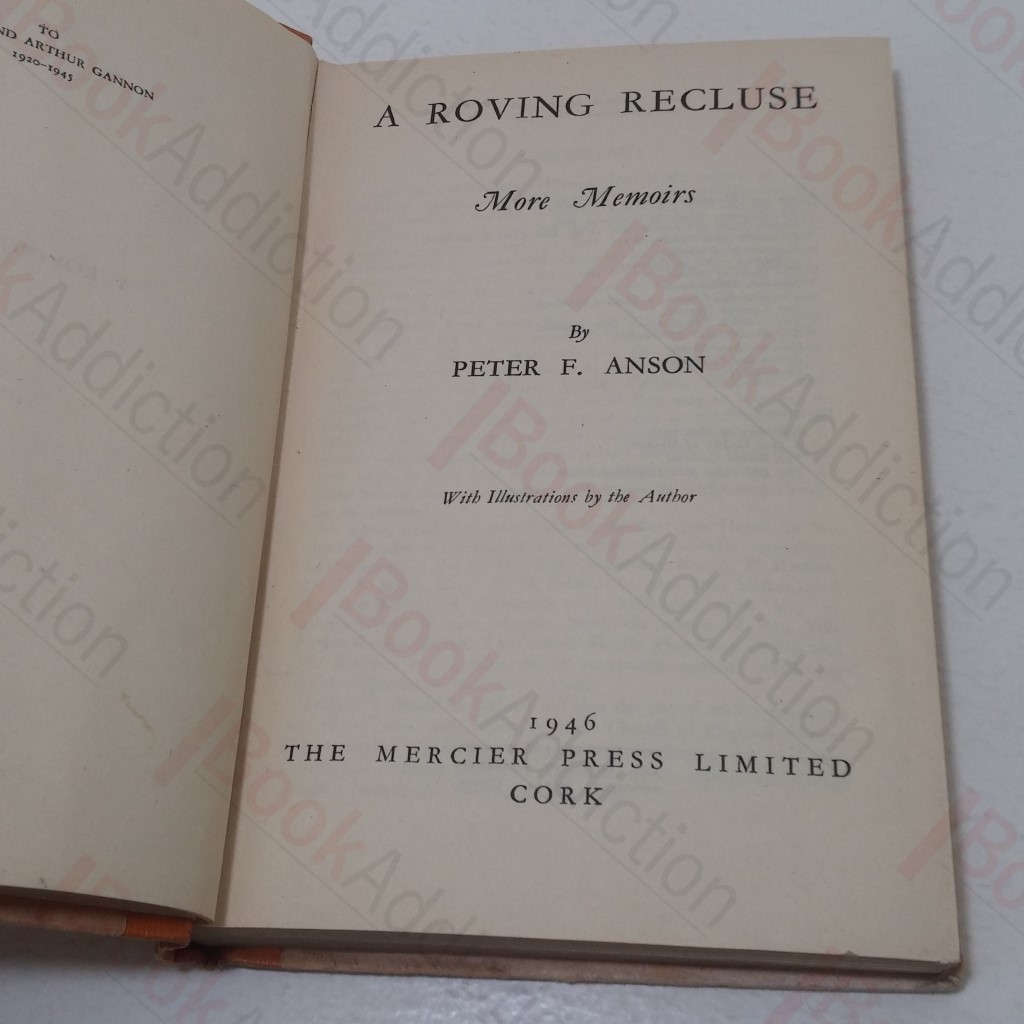 TO
ARTHUR GANNON
1920–1945
A ROVING RECLUSE
More Memoirs
By
PETER F. ANSON
With Illustrations by the Author
1946
THE MERCIER PRESS LIMITED
CORK
BookAddiction